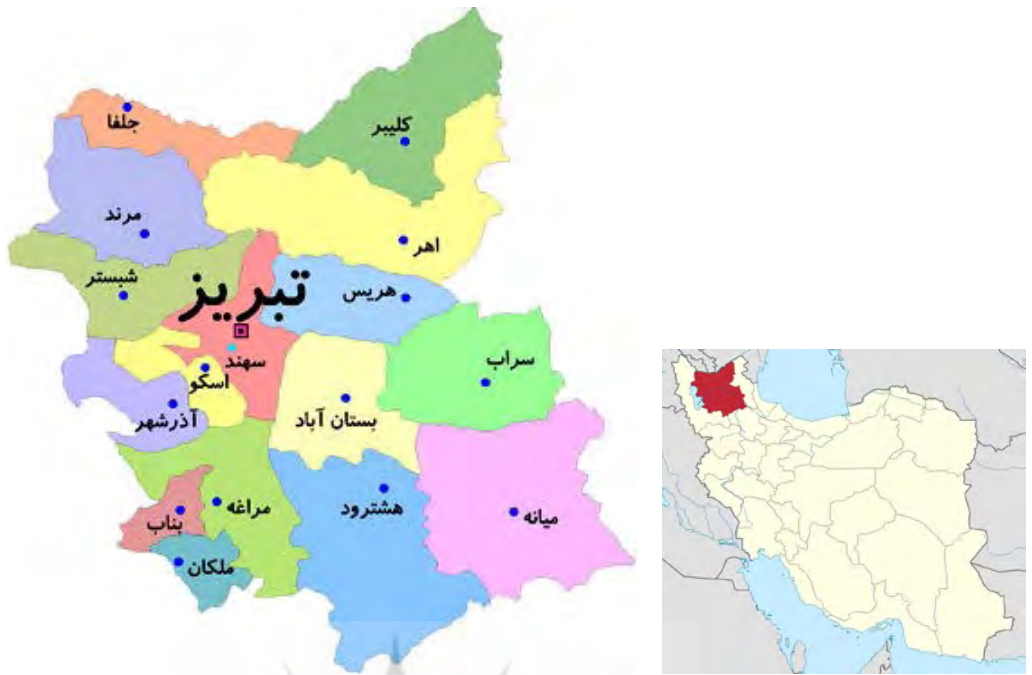 جلفا
کلیبر
مرند
اهر
شبستر
تبریز
هریس
سهند
اسکو
سراب
آذرشهر
بستان آباد
مراغه
هشترود
میانه
بناب
ملکان